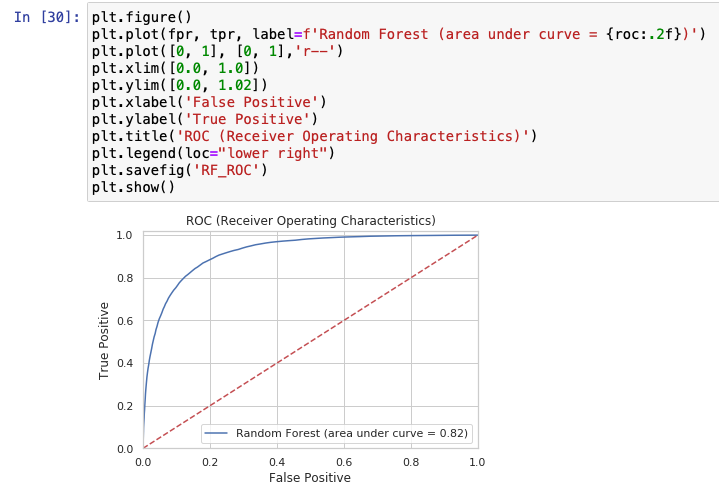 In [30]: plt.figure()
plt.plot(fpr, tpr, label=f'Random Forest (area under curve = {roc:.2f})')
plt.plot([0, 1], [0, 1],'r--')
plt.xlim([0.0, 1.0])
plt.ylim([0.0, 1.02])
plt.xlabel('False Positive')
plt.ylabel('True Positive')
plt.title('ROC (Receiver Operating Characteristics)')
plt.legend(loc="lower right")
plt.savefig('RF_ROC')
plt.show()
ROC (Receiver Operating Characteristics)
1.0
0.8
0.6
0.4
0.2
0.0
True Positive
Random Forest (area under curve = 0.82)
0.0 0.2 0.4 0.6 0.8 1.0
False Positive